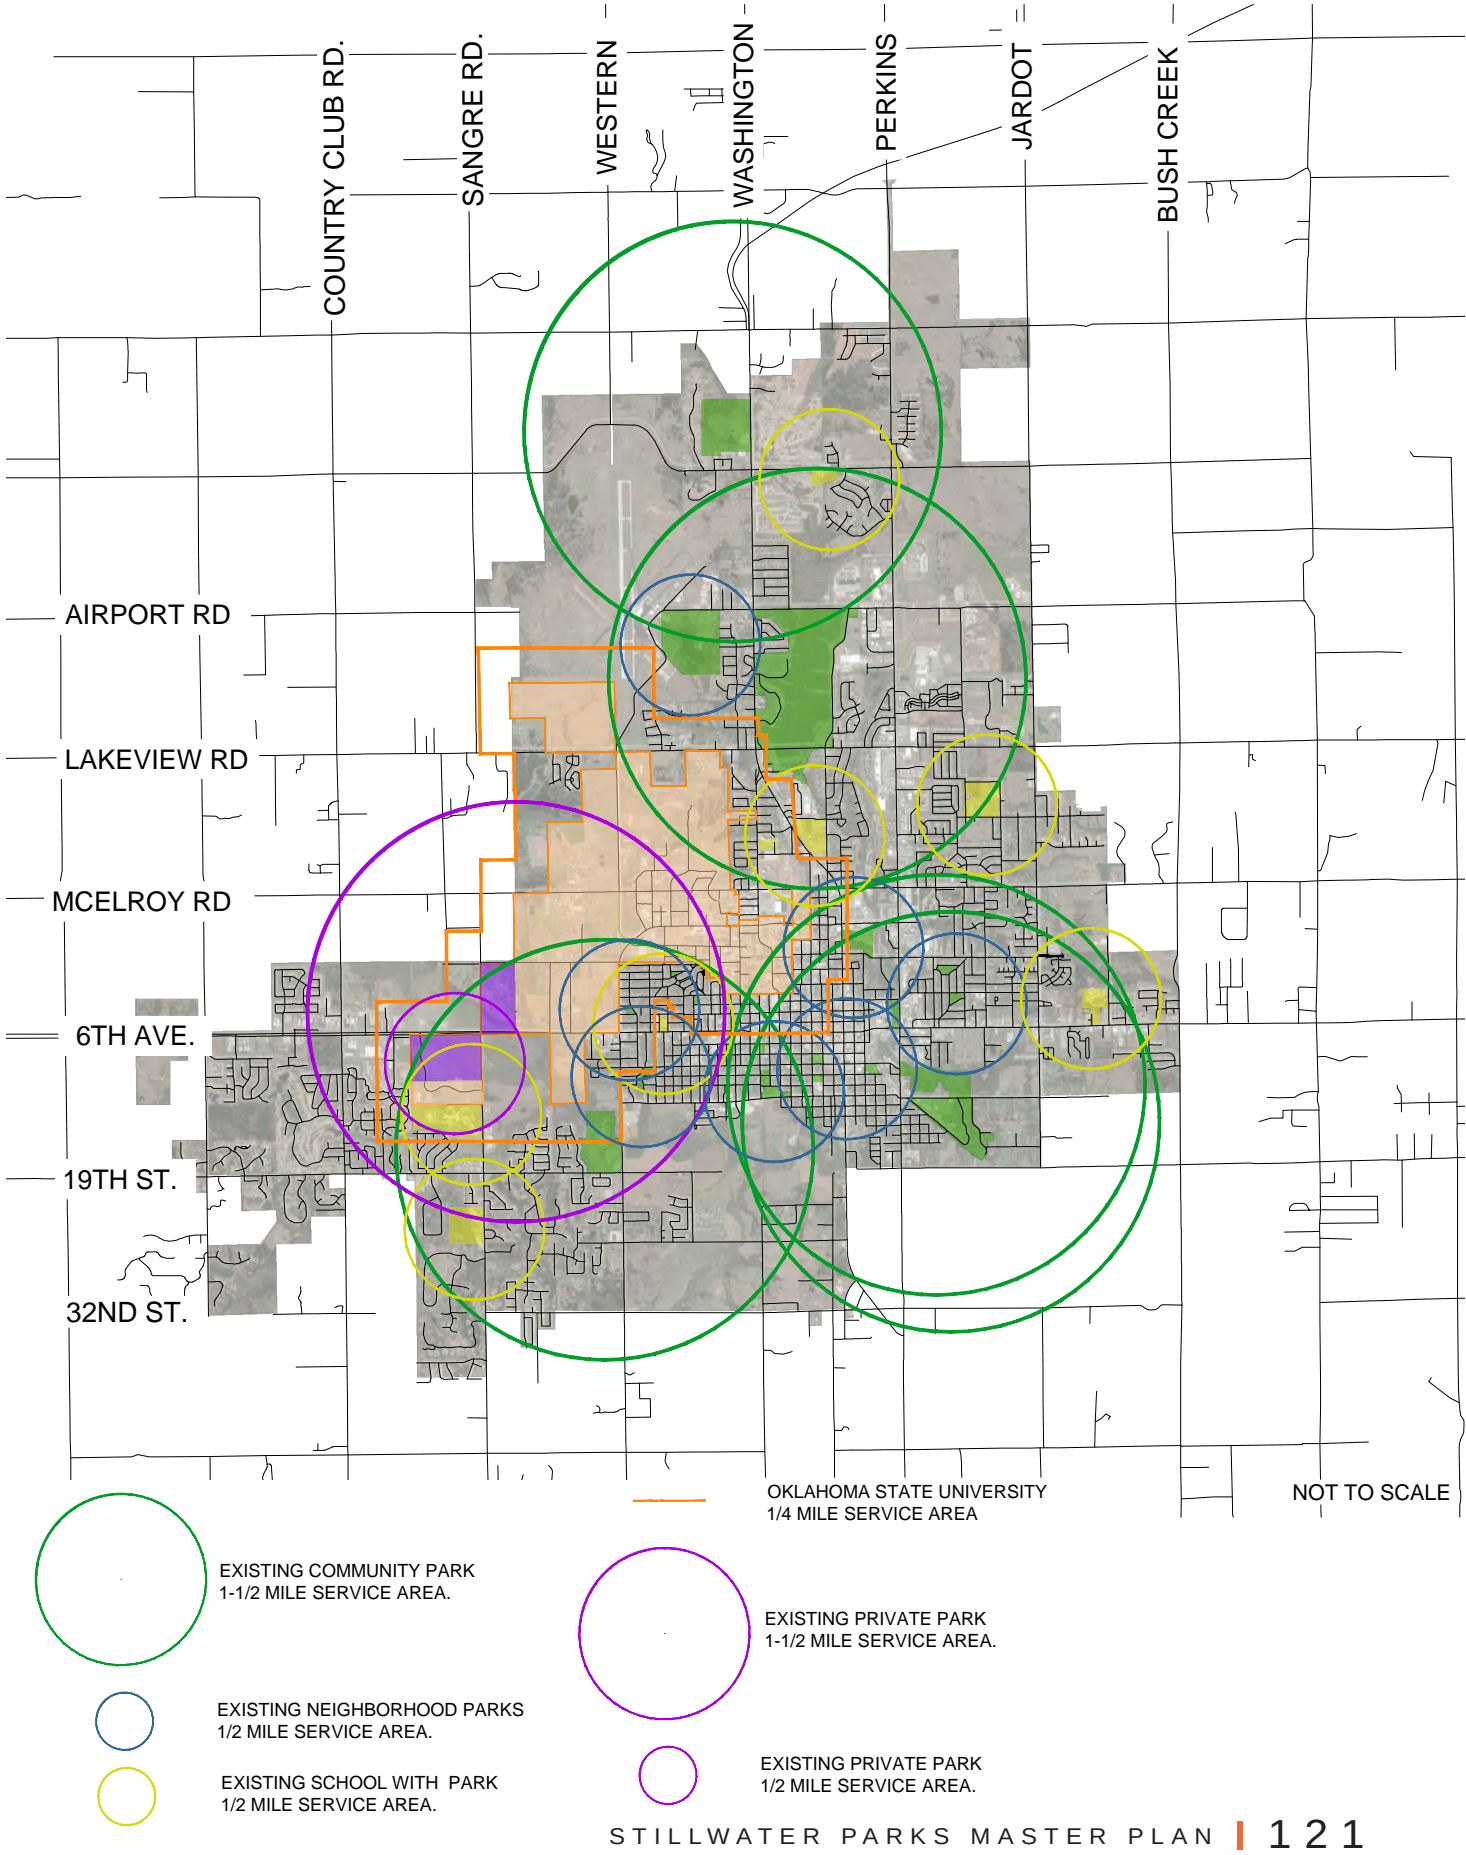 COUNTRY CLUB RD.
SANGRE RD.
WESTERN
WASHINGTON
PERKINS
JARDOT
BUSH CREEK
AIRPORT RD
LAKEVIEW RD
MCELROY RD
6TH AVE.
19TH ST.
32ND ST.
OKLAHOMA STATE UNIVERSITY
1/4 MILE SERVICE AREA
NOT TO SCALE
EXISTING COMMUNITY PARK
1-1/2 MILE SERVICE AREA.
EXISTING PRIVATE PARK
1-1/2 MILE SERVICE AREA.
EXISTING NEIGHBORHOOD PARKS
1/2 MILE SERVICE AREA.
EXISTING PRIVATE PARK
1/2 MILE SERVICE AREA.
EXISTING SCHOOL WITH PARK
1/2 MILE SERVICE AREA.
STILLWATER PARKS MASTER PLAN | 121